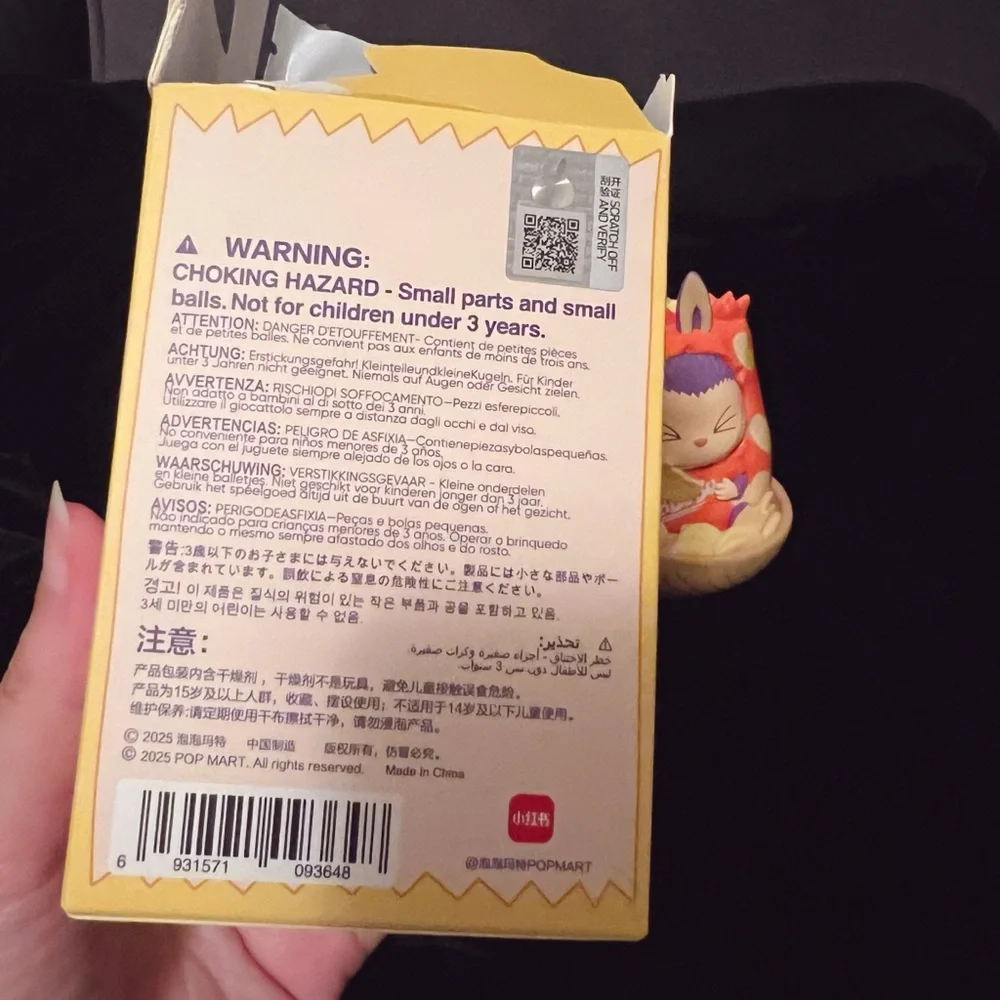 开证 SCRATCH OFF
刮验 AND VERIFY
⚠ WARNING:
CHOKING HAZARD - Small parts and small
balls. Not for children under 3 years.
ATTENTION: DANGER D'ETOUFFEMENT- Contient de petites pièces
et de petites balles. Ne convient pas aux enfants de moins de trois ans.
ACHTUNG: Erstickungsgefahr! KleinteileundkleineKugeln. Für Kinder
unter 3 Jahren nicht geeignet. Niemals auf Augen oder Gesicht zielen.
AVVERTENZA: RISCHIODI SOFFOCAMENTO—Pezzi esferepiccoli.
Non adatto a bambini al di sotto dei 3 anni.
Utilizzare il giocattolo sempre a distanza dagli occhi e dal viso.
ADVERTENCIAS: PELIGRO DE ASFIXIA—Contienepiezasybolaspequeñas.
No conveniente para niños menores de 3 años.
Juega con el juguete siempre alejado de los ojos o la cara.
WAARSCHUWING: VERSTIKKINGSGEVAAR - Kleine onderdelen
en kleine balletjes. Niet geschikt voor kinderen jonger dan 3 jaar.
Gebruik het speelgoed altijd uit de buurt van de ogen of het gezicht.
AVISOS: PERIGODEASFIXIA—Peças e bolas pequenas.
Não indicado para crianças menores de 3 anos. Operar o brinquedo
mantendo o mesmo sempre afastado dos olhos e do rosto.
警告:3歳以下のお子さまには与えないでください。製品には小さな部品やボー
ルが含まれています。誤飲による窒息の危険性にご注意ください。
경고! 이 제품은 질식의 위험이 있는 작은 부품과 공을 포함하고 있음.
3세 미만의 어린이는 사용할 수 없음.
⚠ تحذير:
خطر الاختناق - أجزاء صغيرة وكرات صغيرة.
ليس للأطفال دون سن 3 سنوات.
注意:
产品包装内含干燥剂，干燥剂不是玩具，避免儿童接触误食危险。
产品为15岁及以上人群，收藏、摆设使用；不适用于14岁及以下儿童使用。
维护保养:请定期使用干布擦拭干净，请勿浸泡产品。
© 2025 泡泡玛特 中国制造 版权所有，仿冒必究。
© 2025 POP MART. All rights reserved. Made in China
6 931571 093648
小红书
@泡泡玛特POPMART